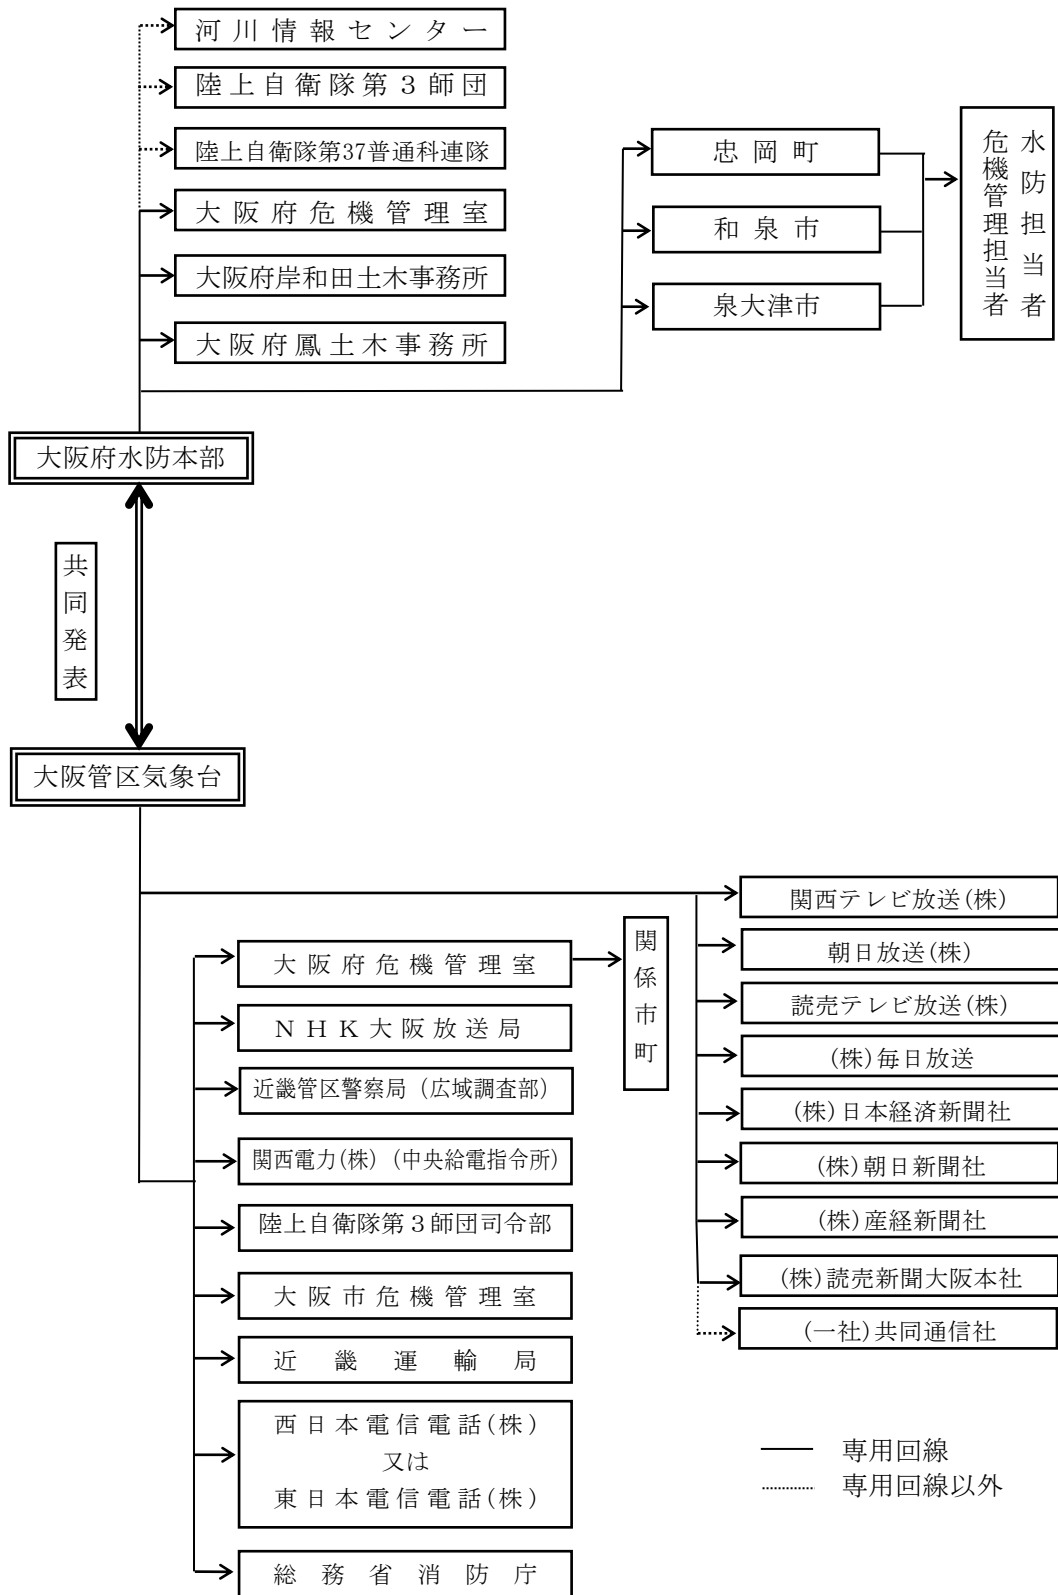 河川情報センター
陸上自衛隊第３師団
陸上自衛隊第37普通科連隊
大阪府危機管理室
大阪府岸和田土木事務所
大阪府鳳土木事務所
忠岡町
和泉市
泉大津市
水防担当者
危機管理担当者
大阪府水防本部
共同発表
大阪管区気象台
大阪府危機管理室
ＮＨＫ大阪放送局
近畿管区警察局（広域調査部）
関西電力(株)（中央給電指令所）
陸上自衛隊第３師団司令部
大阪市危機管理室
近畿運輸局
西日本電信電話(株)
又は
東日本電信電話(株)
総務省消防庁
関係市町
関西テレビ放送(株)
朝日放送(株)
読売テレビ放送(株)
(株)毎日放送
(株)日本経済新聞社
(株)朝日新聞社
(株)産経新聞社
(株)読売新聞大阪本社
(一社)共同通信社
専用回線
専用回線以外